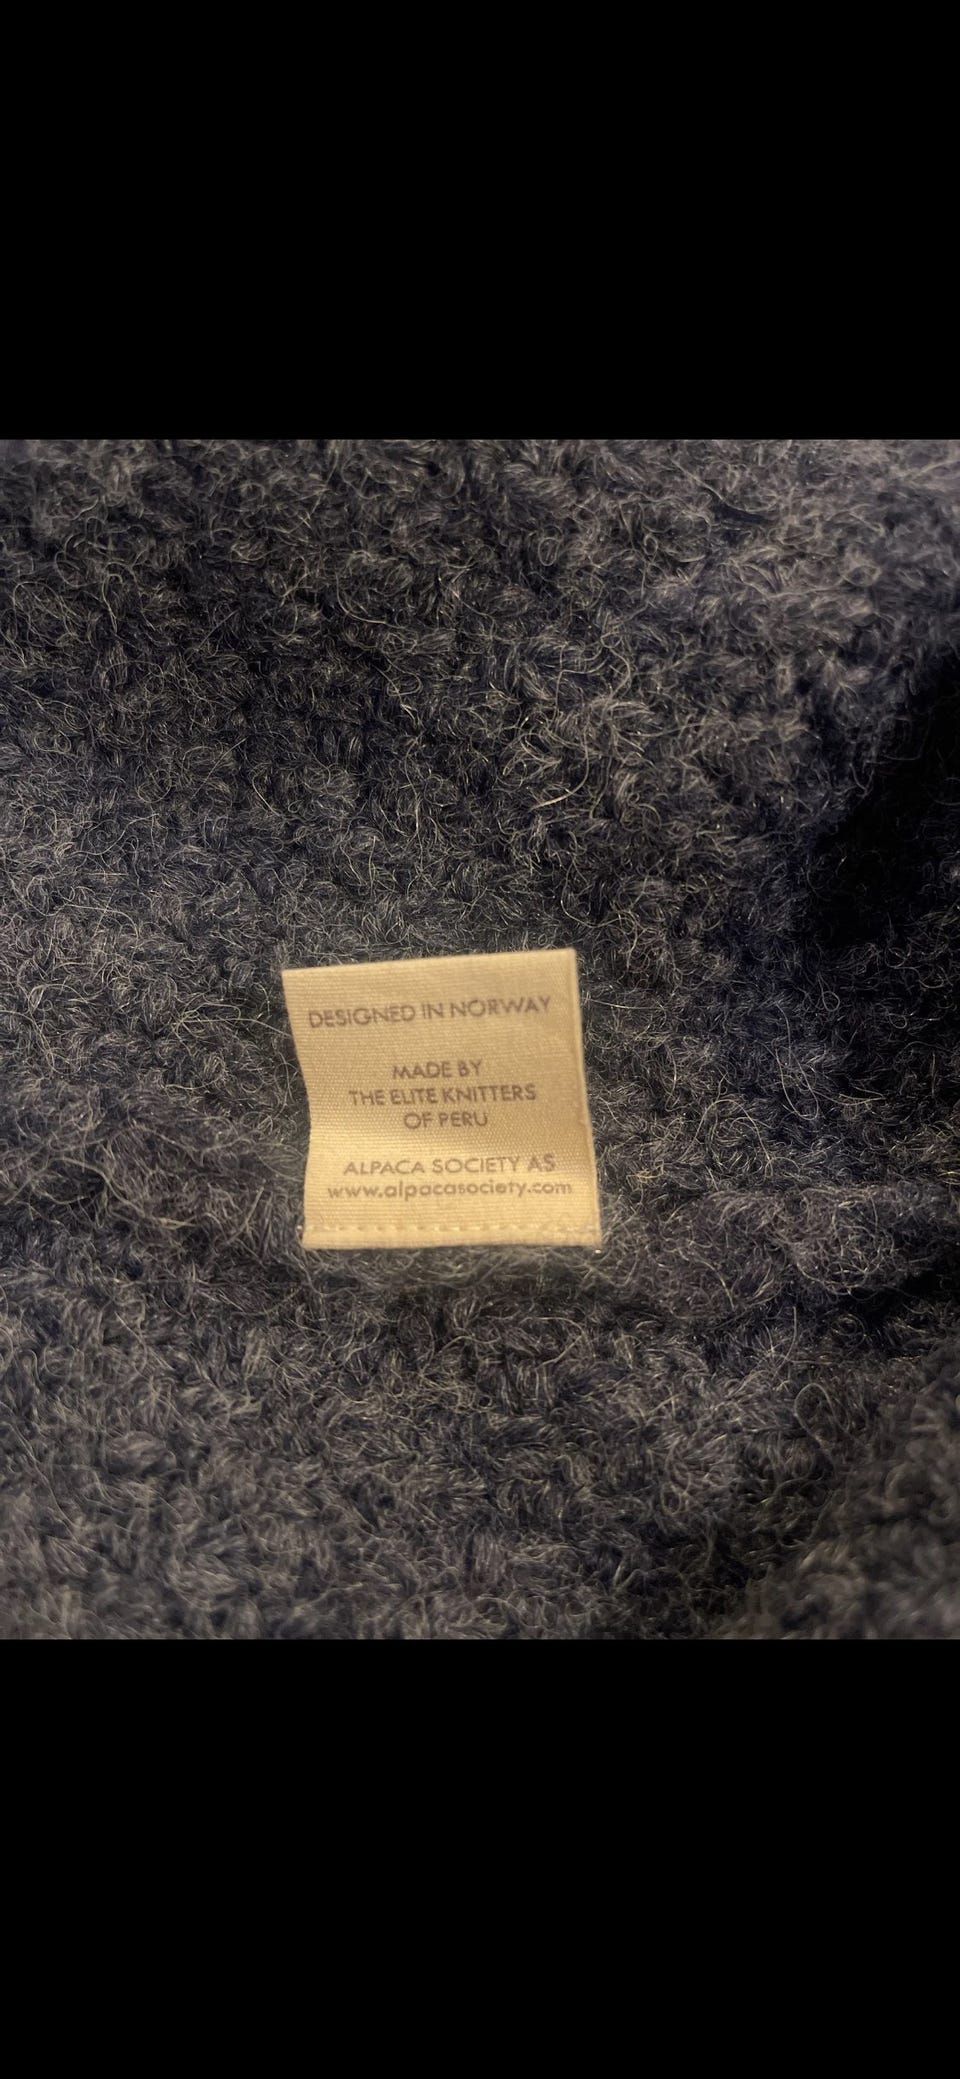 DESIGNED IN NORWAY
MADE BY
THE ELITE KNITTERS
OF PERU
ALPACA SOCIETY AS
www.alpacasociety.com